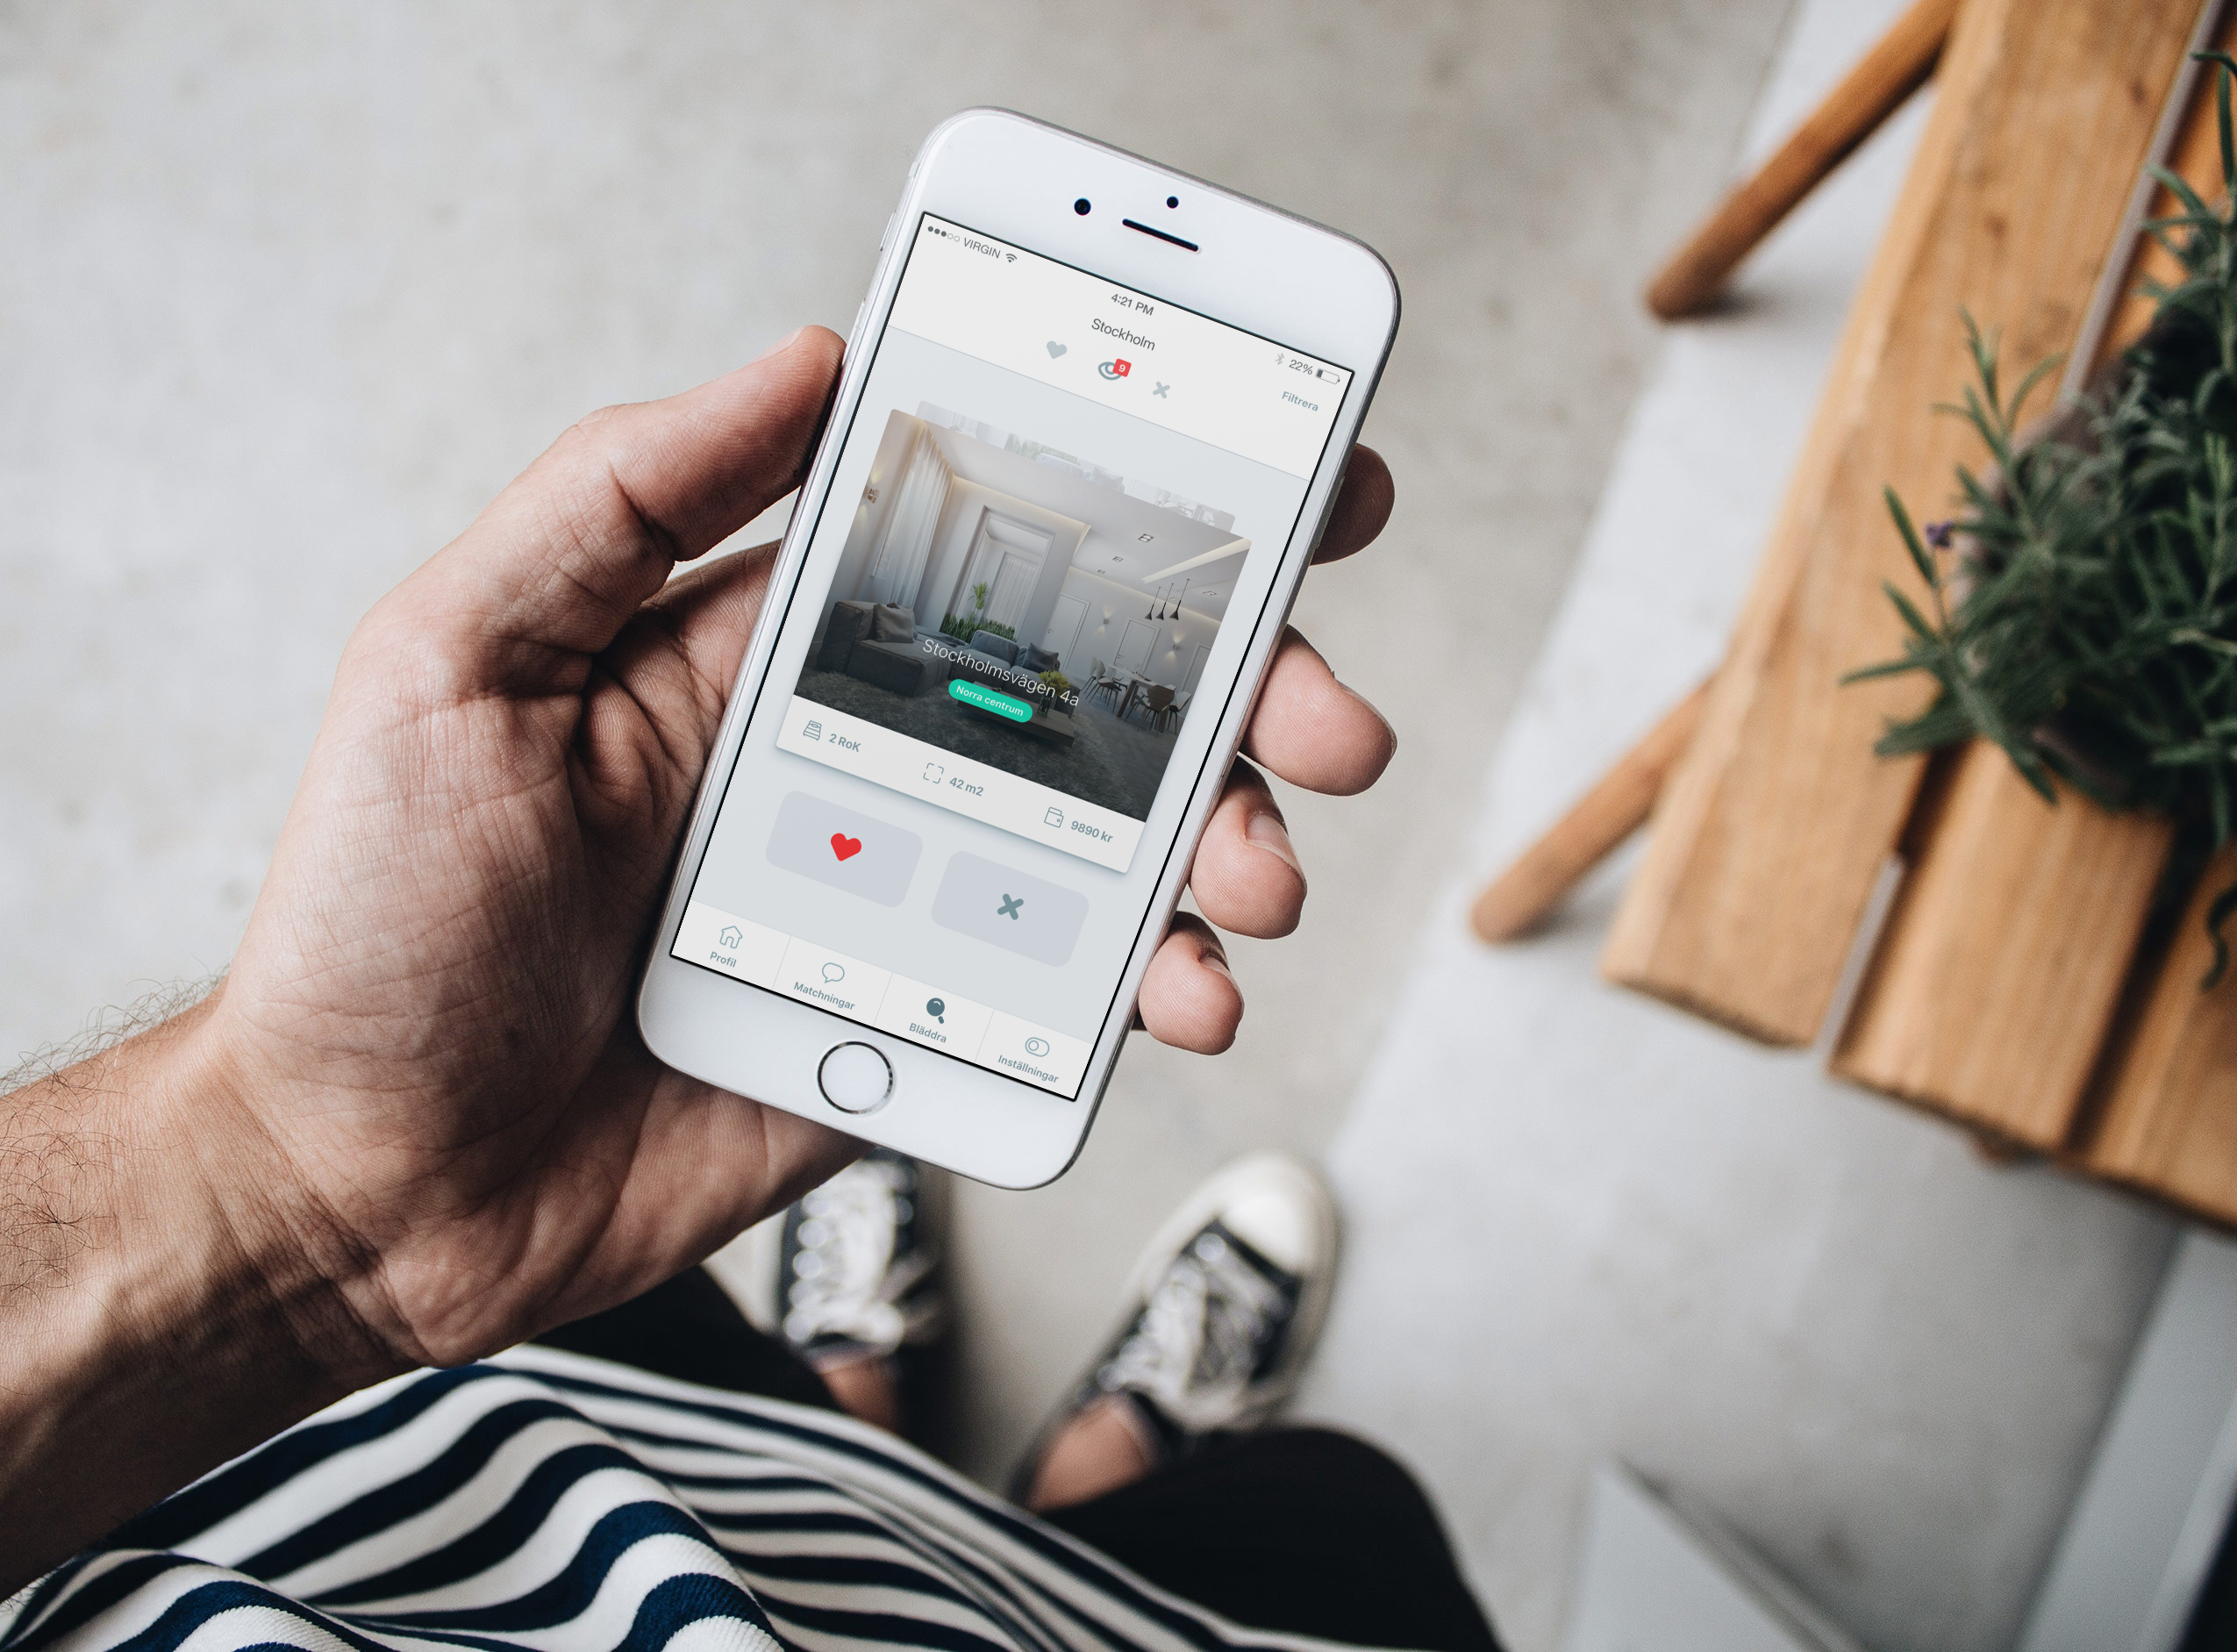 VIRGIN
4:21 PM
22%
Stockholm
9
Filtrera
Stockholmsvägen 4a
Norra centrum
2 RoK
42 m2
9890 kr
Profil
Matchningar
Bläddra
Inställningar